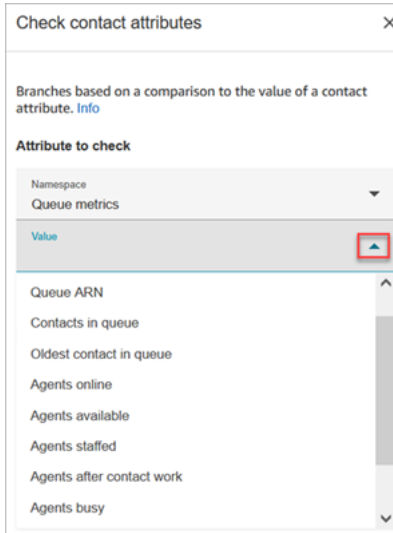 Check contact attributes
Branches based on a comparison to the value of a contact
attribute. Info
Attribute to check
Namespace
Queue metrics
Value
Queue ARN
Contacts in queue
Oldest contact in queue
Agents online
Agents available
Agents staffed
Agents after contact work
Agents busy